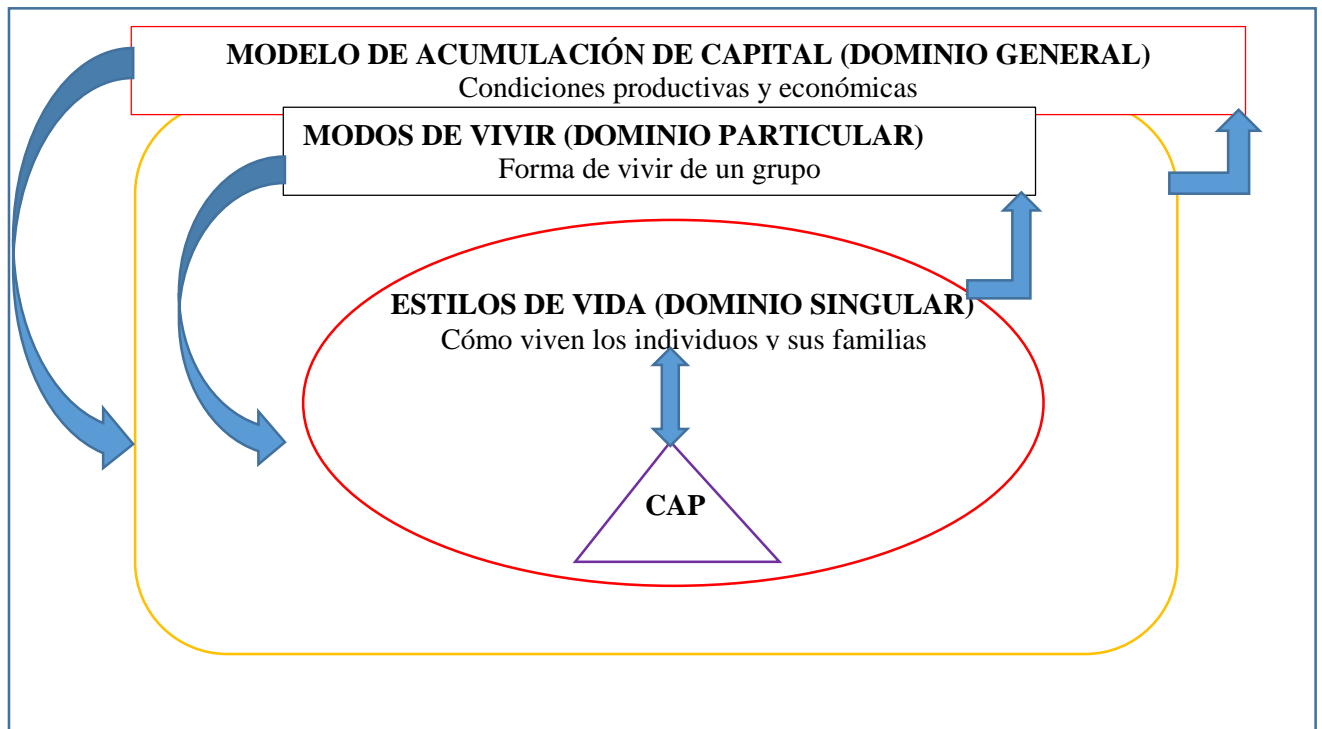 MODELO DE ACUMULACIÓN DE CAPITAL (DOMINIO GENERAL)
Condiciones productivas y económicas
MODOS DE VIVIR (DOMINIO PARTICULAR)
Forma de vivir de un grupo
ESTILOS DE VIDA (DOMINIO SINGULAR)
Cómo viven los individuos y sus familias
CAP